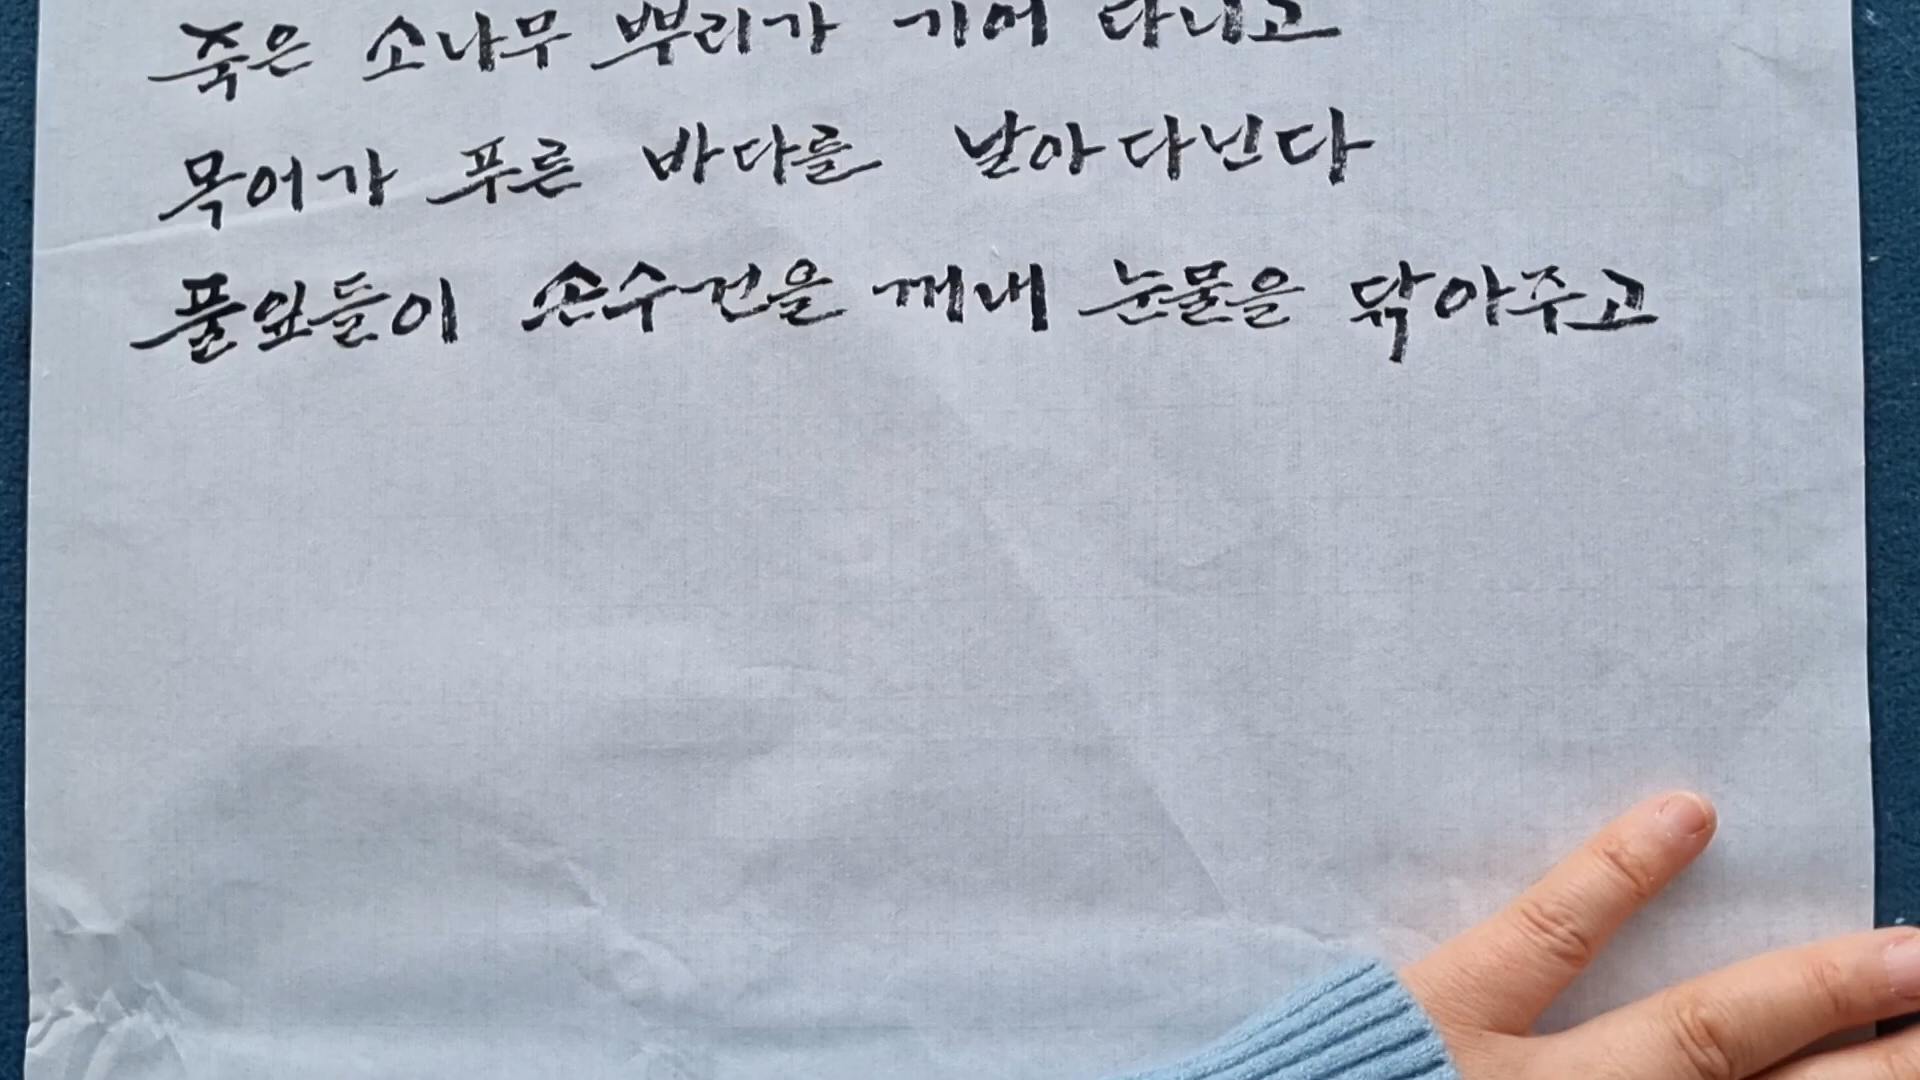 죽은 소나무 뿌리가 기어 다니고
목어가 푸른 바다를 날아다닌다
풀잎들이 손수건을 꺼내 눈물을 닦아주고